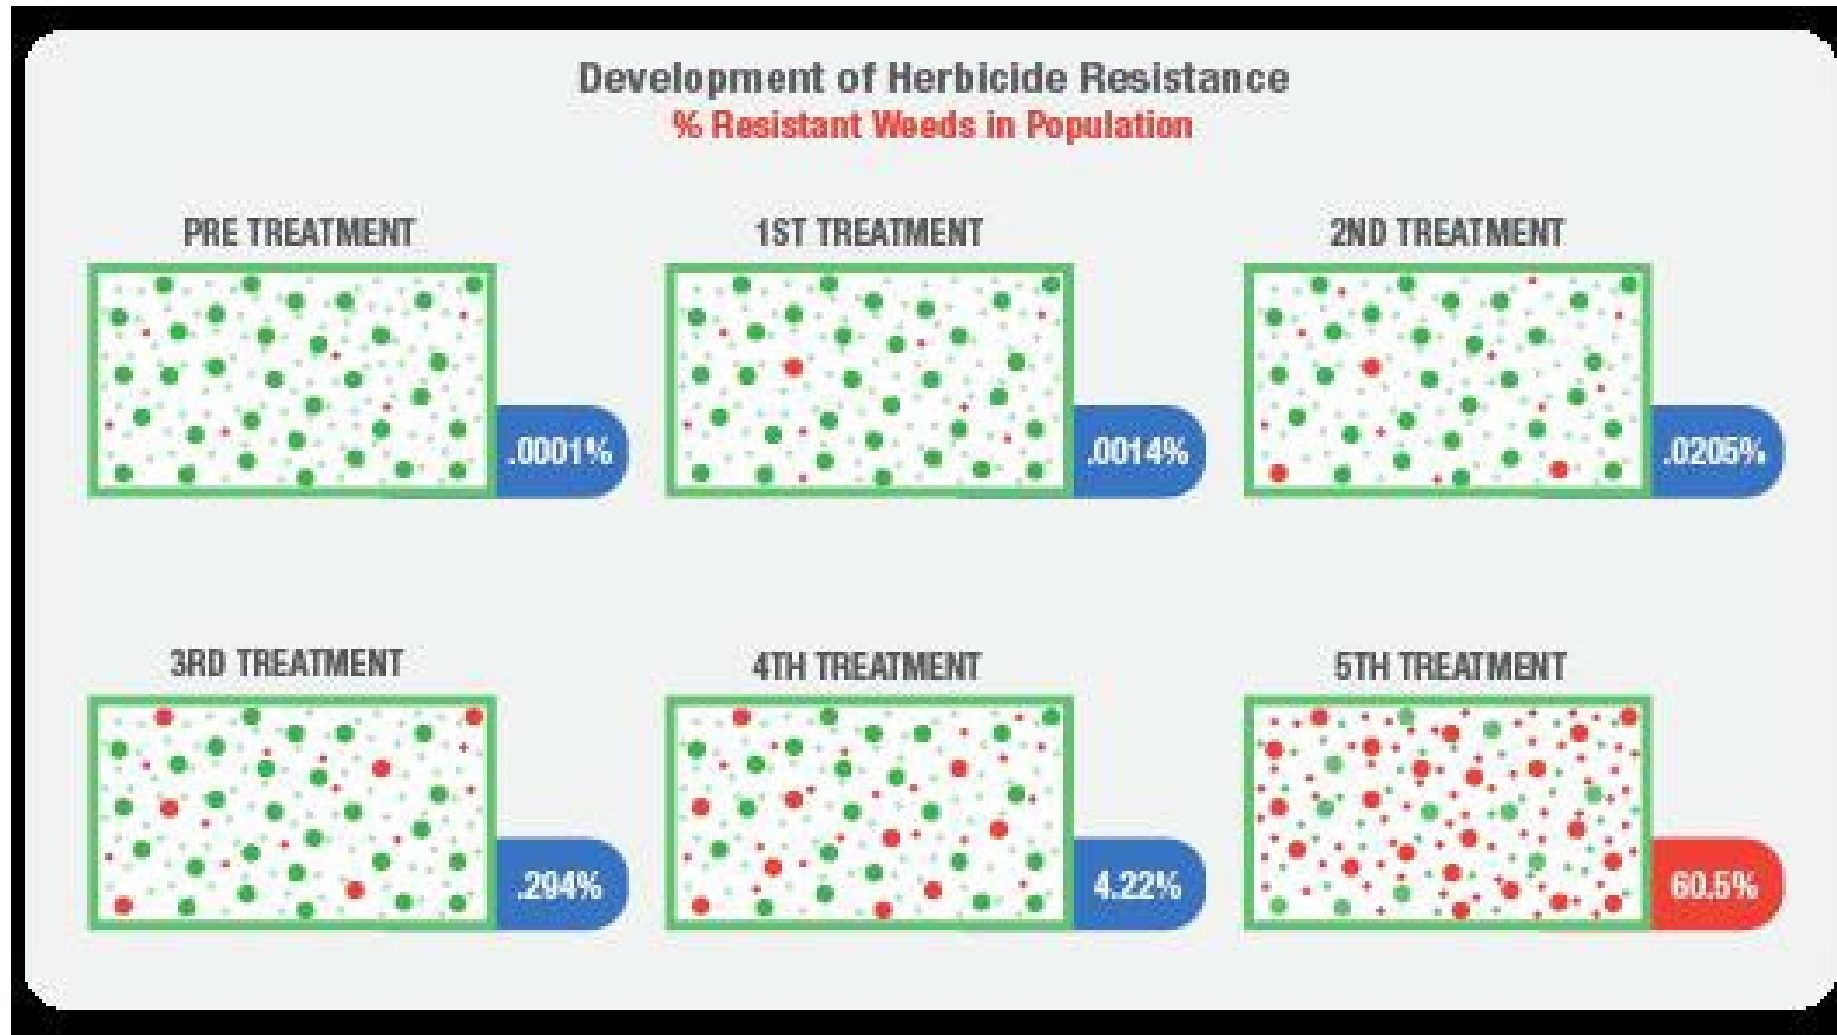 Development of Herbicide Resistance
% Resistant Weeds in Population
PRE TREATMENT
.0001%
1ST TREATMENT
.0014%
2ND TREATMENT
.0205%
3RD TREATMENT
.294%
4TH TREATMENT
4.22%
5TH TREATMENT
60.5%